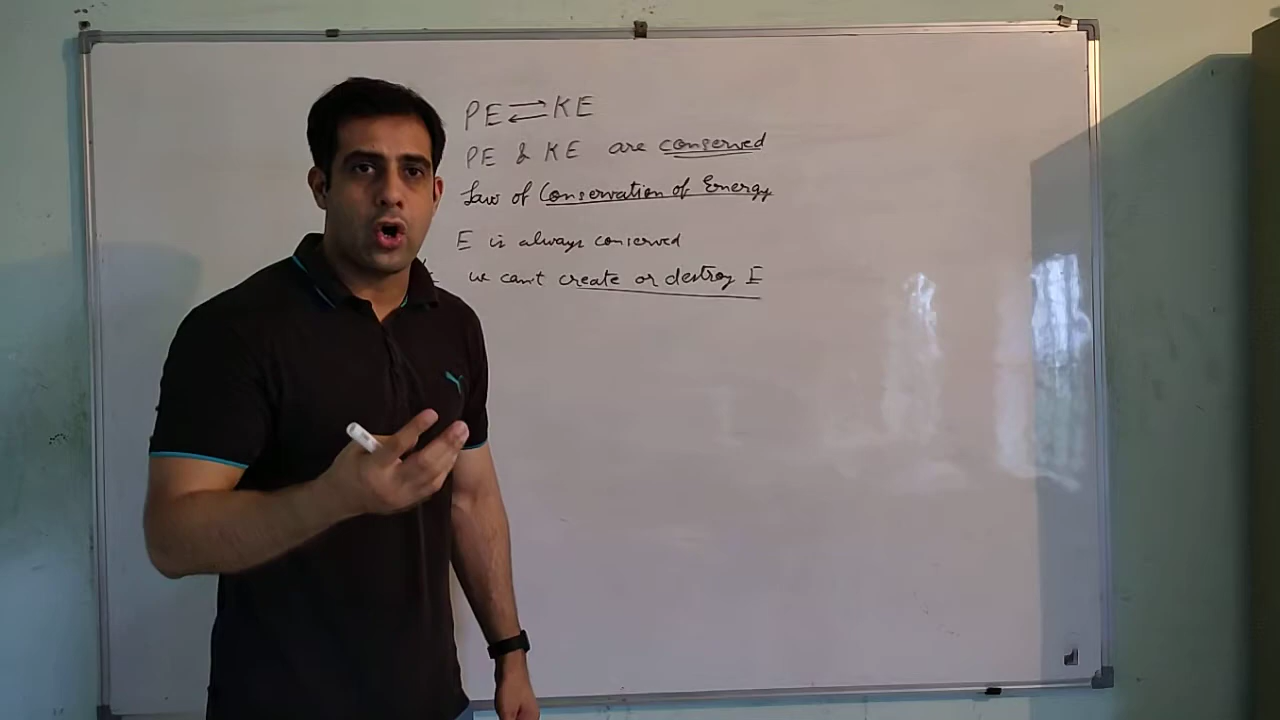 PE ⇄ KE
PE & KE are conserved
Law of Conservation of Energy
E is always conserved
we can't create or destroy E